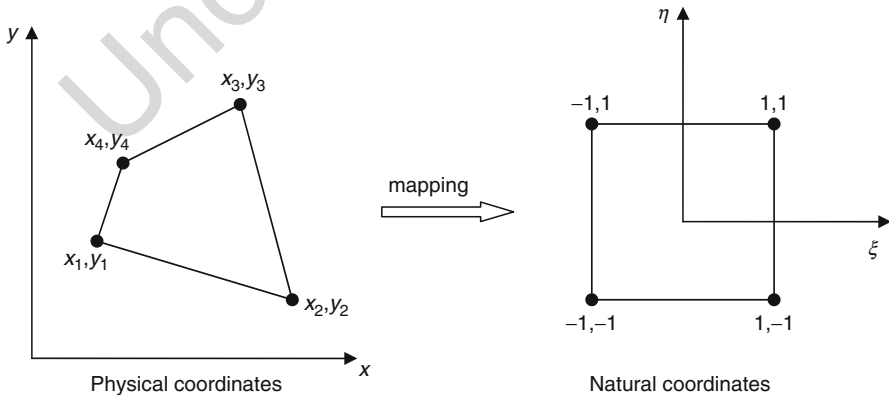 Unc
y
x₃,y₃
x₄,y₄
x₁,y₁
x₂,y₂
x
Physical coordinates
mapping
η
−1,1
1,1
ξ
−1,−1
1,−1
Natural coordinates